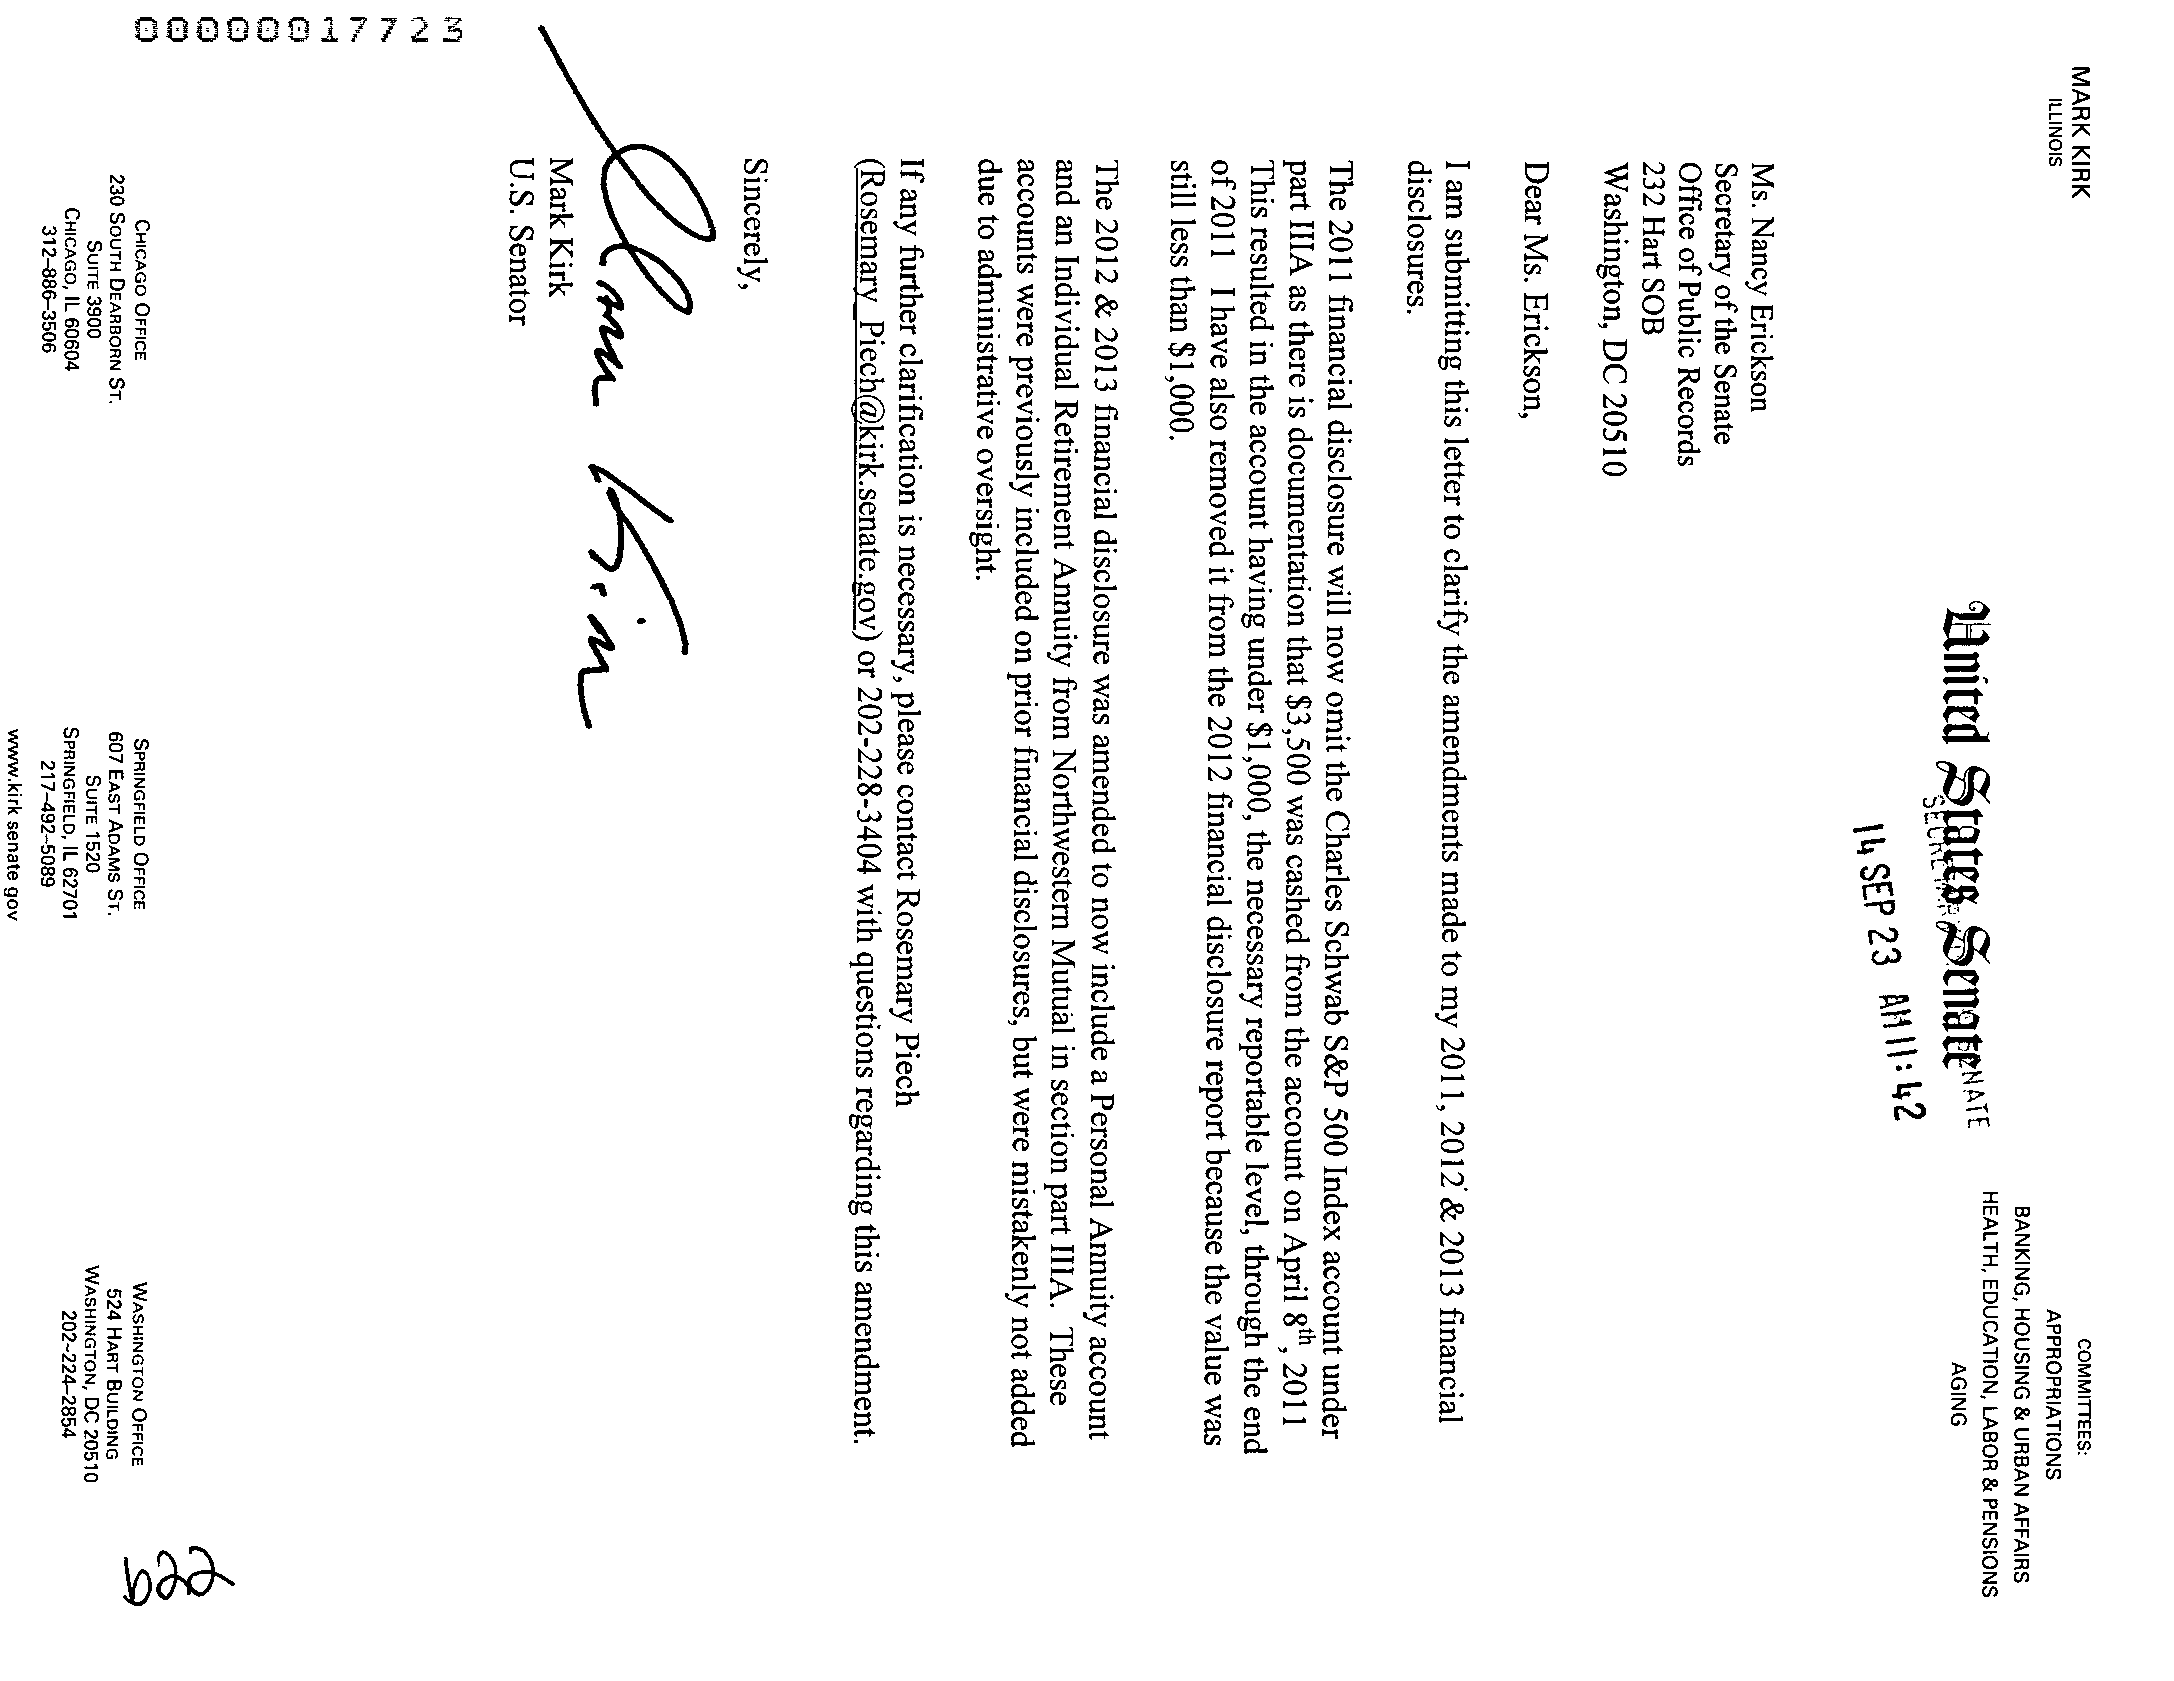 MARK KIRK
ILLINOIS
COMMITTEES:
APPROPRIATIONS
BANKING, HOUSING & URBAN AFFAIRS
HEALTH, EDUCATION, LABOR & PENSIONS
AGING
United States Senate
14 SEP 23 AM 11:42
Ms. Nancy Erickson
Secretary of the Senate
Office of Public Records
232 Hart SOB
Washington, DC 20510
Dear Ms. Erickson,
I am submitting this letter to clarify the amendments made to my 2011, 2012 & 2013 financial
disclosures.
The 2011 financial disclosure will now omit the Charles Schwab S&P 500 Index account under
part IIIA as there is documentation that $3,500 was cashed from the account on April 8th, 2011
This resulted in the account having under $1,000, the necessary reportable level, through the end
of 2011 I have also removed it from the 2012 financial disclosure report because the value was
still less than $1,000.
The 2012 & 2013 financial disclosure was amended to now include a Personal Annuity account
and an Individual Retirement Annuity from Northwestern Mutual in section part IIIA. These
accounts were previously included on prior financial disclosures, but were mistakenly not added
due to administrative oversight.
If any further clarification is necessary, please contact Rosemary Piech
(Rosemary_Piech@kirk.senate.gov) or 202-228-3404 with questions regarding this amendment.
Sincerely,
Mark Kirk
U.S. Senator
00000017723
CHICAGO OFFICE
230 SOUTH DEARBORN ST.
SUITE 3900
CHICAGO, IL 60604
312–886–3506
SPRINGFIELD OFFICE
607 EAST ADAMS ST.
SUITE 1520
SPRINGFIELD, IL 62701
217–492–5089
www.kirk senate gov
WASHINGTON OFFICE
524 HART BUILDING
WASHINGTON, DC 20510
202–224–2854